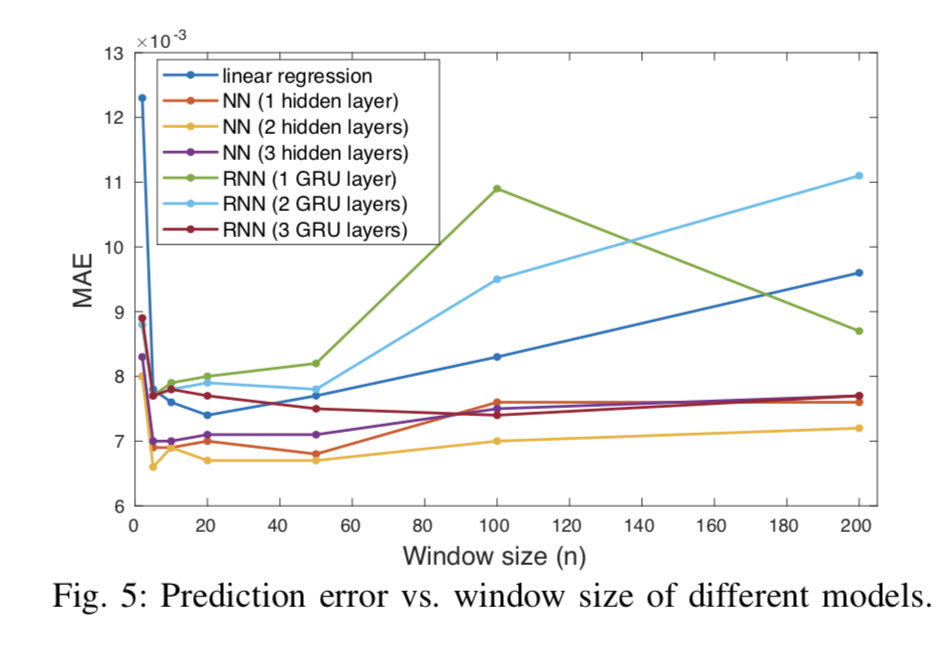 ×10⁻³
13
12
11
10
9
8
7
6
MAE
linear regression
NN (1 hidden layer)
NN (2 hidden layers)
NN (3 hidden layers)
RNN (1 GRU layer)
RNN (2 GRU layers)
RNN (3 GRU layers)
0 20 40 60 80 100 120 140 160 180 200
Window size (n)
Fig. 5: Prediction error vs. window size of different models.